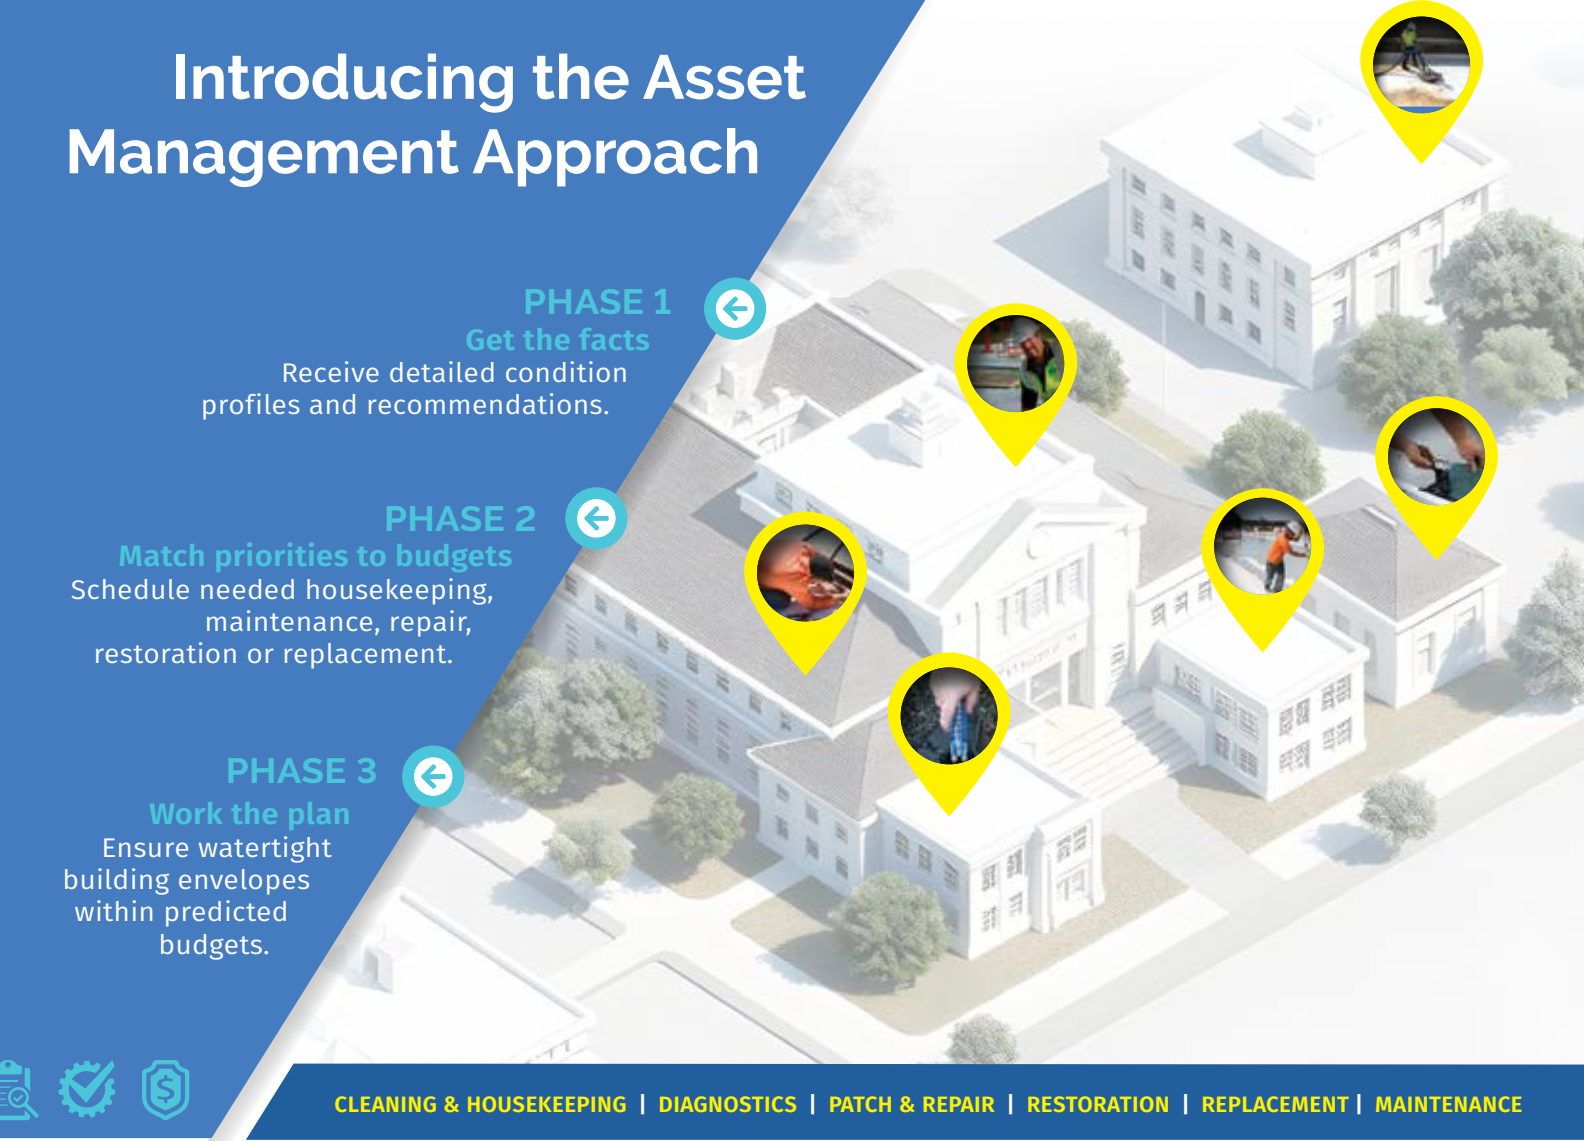 Introducing the Asset
Management Approach
PHASE 1
Get the facts
Receive detailed condition
profiles and recommendations.
PHASE 2
Match priorities to budgets
Schedule needed housekeeping,
maintenance, repair,
restoration or replacement.
PHASE 3
Work the plan
Ensure watertight
building envelopes
within predicted
budgets.
CLEANING & HOUSEKEEPING | DIAGNOSTICS | PATCH & REPAIR | RESTORATION | REPLACEMENT | MAINTENANCE